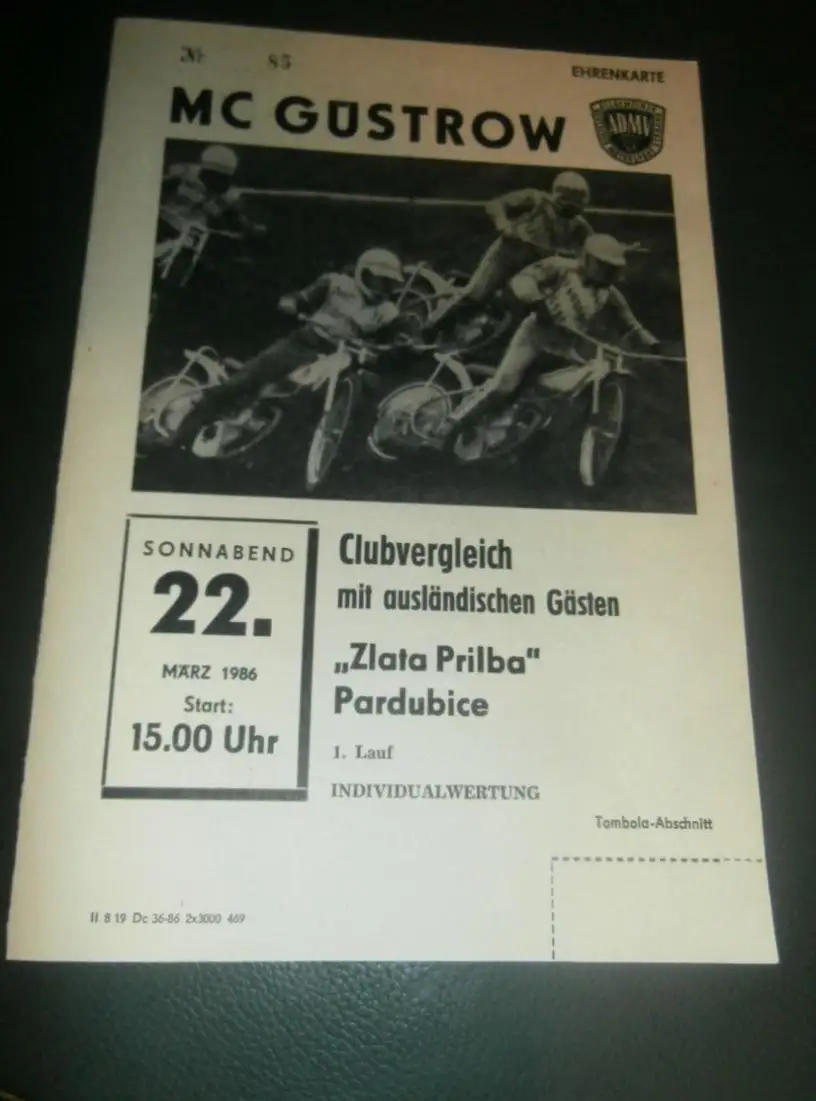 Nr 85
EHRENKARTE
MC GÜSTROW
ADMV
SONNABEND
22.
MÄRZ 1986
Start:
15.00 Uhr
Clubvergleich
mit ausländischen Gästen
„Zlata Prilba“
Pardubice
1. Lauf
INDIVIDUALWERTUNG
Tombola-Abschnitt
II 8 19 Dc 36-86 2x3000 469